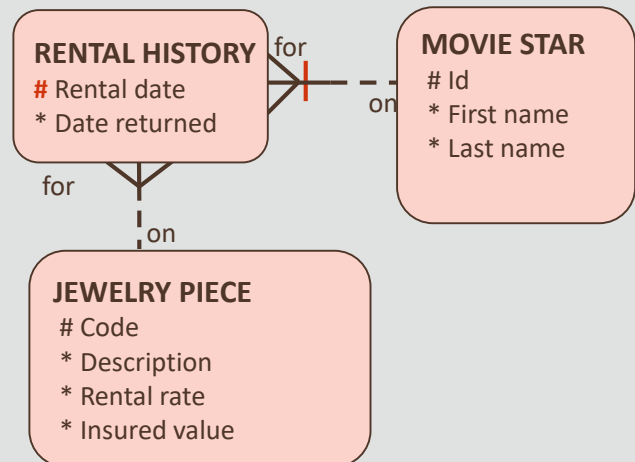 RENTAL HISTORY
# Rental date
* Date returned
for
on
MOVIE STAR
# Id
* First name
* Last name
for
on
JEWELRY PIECE
# Code
* Description
* Rental rate
* Insured value